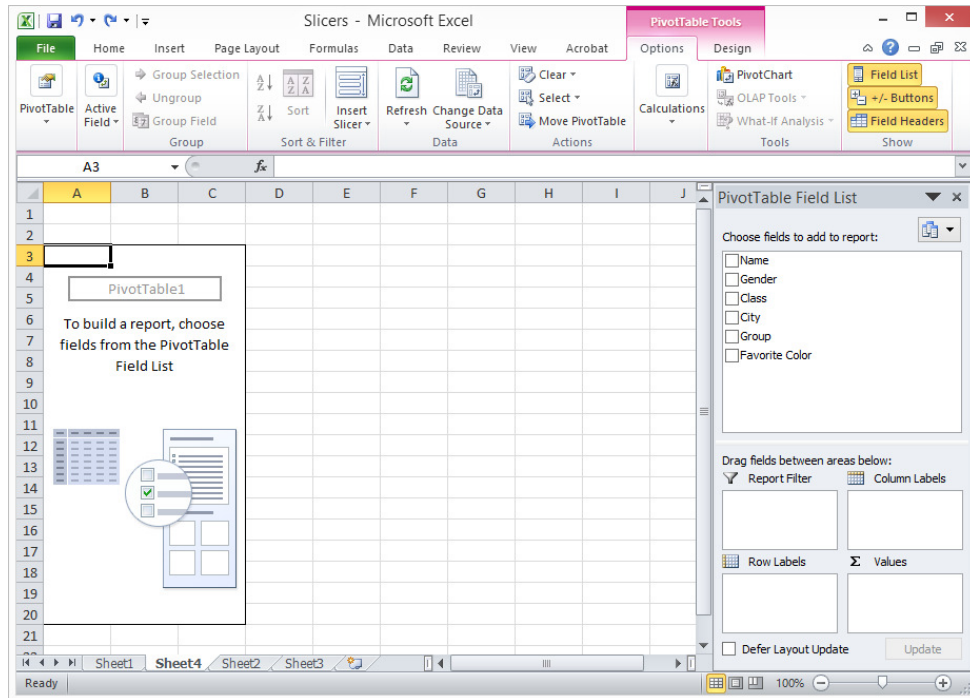 Slicers - Microsoft Excel
PivotTable Tools
File Home Insert Page Layout Formulas Data Review View Acrobat Options Design
Group Selection
Ungroup
Group Field
Group
PivotTable
Active Field
Sort
Insert Slicer
Sort & Filter
Refresh
Change Data Source
Data
Clear
Select
Move PivotTable
Actions
Calculations
PivotChart
OLAP Tools
What-If Analysis
Tools
Field List
+/- Buttons
Field Headers
Show
A3
fx
A B C D E F G H I J
1
2
3
4
5
6
7
8
9
10
11
12
13
14
15
16
17
18
19
20
21
PivotTable1
To build a report, choose
fields from the PivotTable
Field List
PivotTable Field List
Choose fields to add to report:
Name
Gender
Class
City
Group
Favorite Color
Drag fields between areas below:
Report Filter
Column Labels
Row Labels
Σ Values
Defer Layout Update
Update
Sheet1 Sheet4 Sheet2 Sheet3
Ready
100%